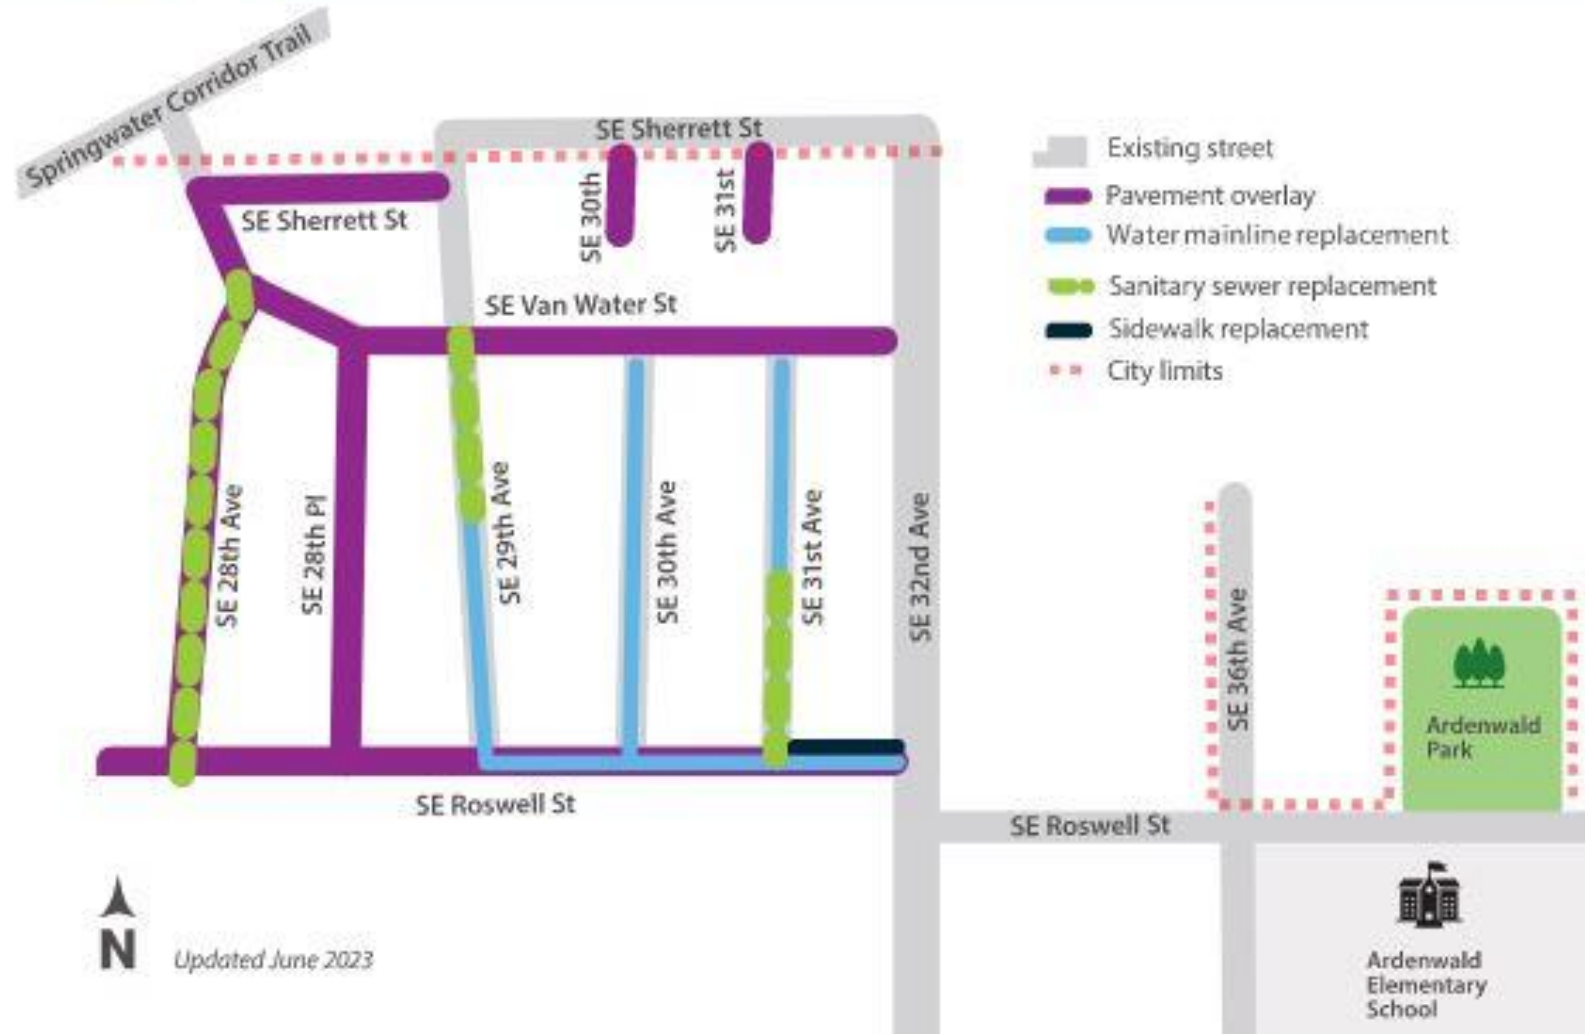 Springwater Corridor Trail
SE Sherrett St
SE Sherrett St
SE 30th
SE 31st
SE Van Water St
SE 28th Ave
SE 28th Pl
SE 29th Ave
SE 30th Ave
SE 31st Ave
SE 32nd Ave
SE Roswell St
Existing street
Pavement overlay
Water mainline replacement
Sanitary sewer replacement
Sidewalk replacement
City limits
SE 36th Ave
Ardenwald
Park
SE Roswell St
Ardenwald
Elementary
School
N
Updated June 2023